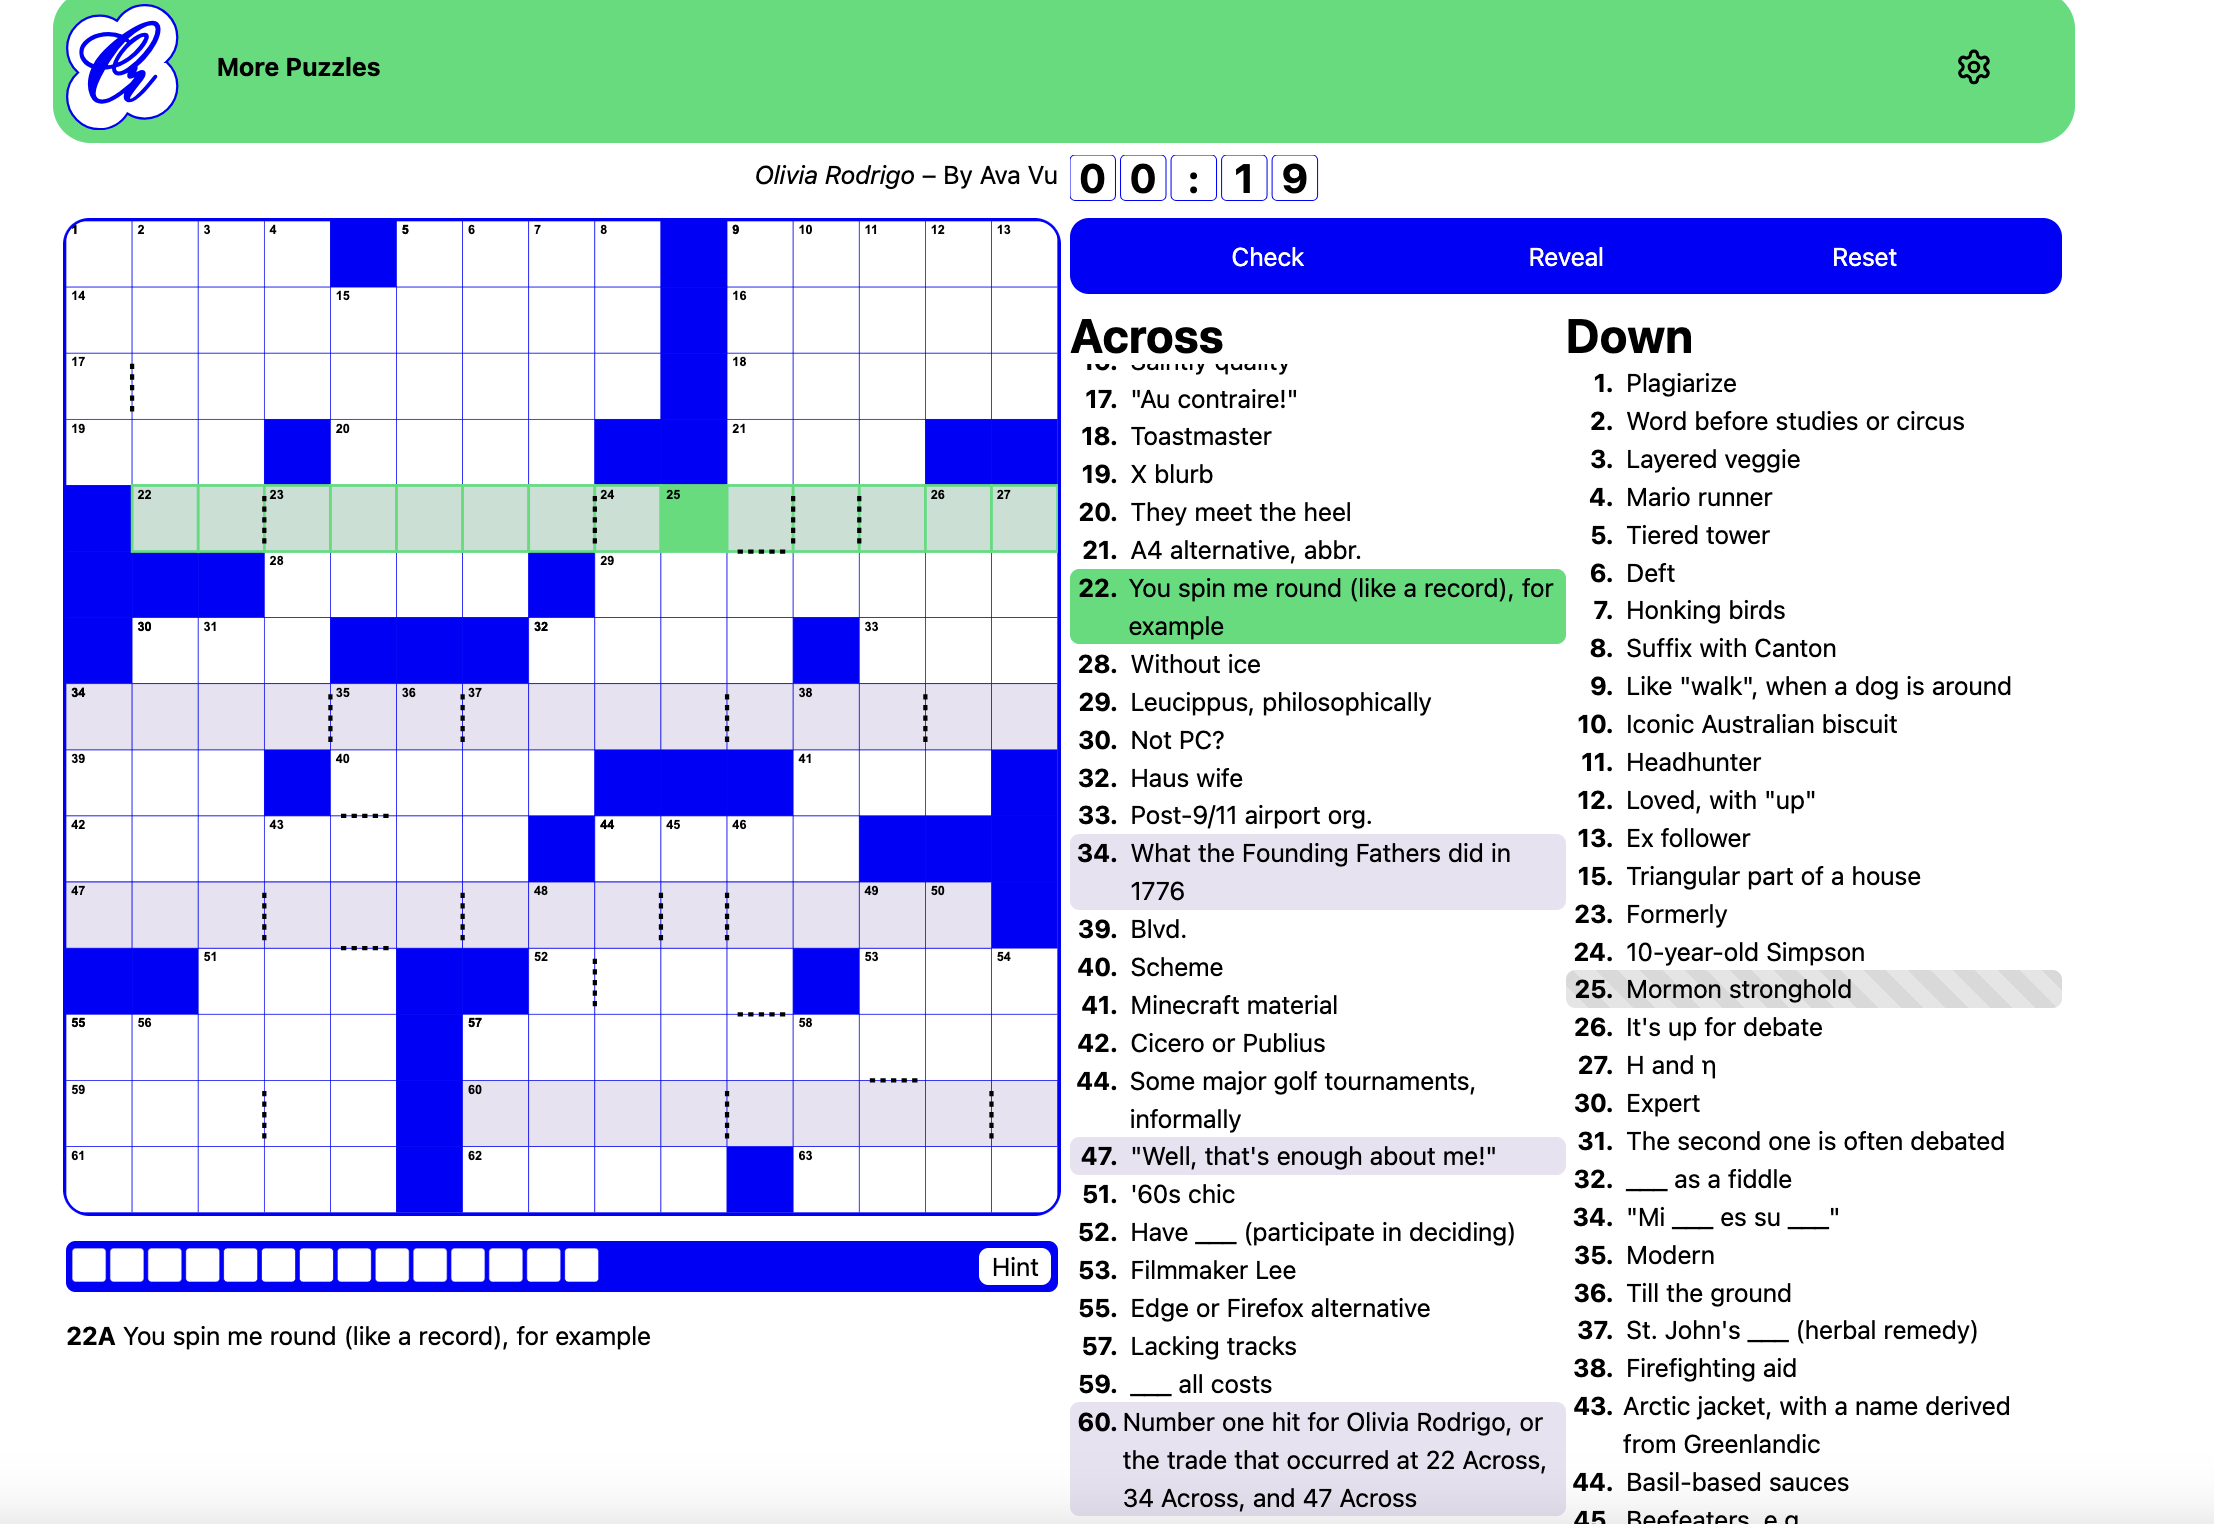 More Puzzles
Olivia Rodrigo – By Ava Vu 00:19
1 2 3 4 5 6 7 8 9 10 11 12 13
14 15 16
17 18
19 20 21
22 23 24 25 26 27
28 29
30 31 32 33
34 35 36 37 38
39 40 41
42 43 44 45 46
47 48 49 50
51 52 53 54
55 56 57 58
59 60
61 62 63
Hint
22A You spin me round (like a record), for example
Check Reveal Reset
Across
16. Saintly quality
17. "Au contraire!"
18. Toastmaster
19. X blurb
20. They meet the heel
21. A4 alternative, abbr.
22. You spin me round (like a record), for
example
28. Without ice
29. Leucippus, philosophically
30. Not PC?
32. Haus wife
33. Post-9/11 airport org.
34. What the Founding Fathers did in
1776
39. Blvd.
40. Scheme
41. Minecraft material
42. Cicero or Publius
44. Some major golf tournaments,
informally
47. "Well, that's enough about me!"
51. '60s chic
52. Have ___ (participate in deciding)
53. Filmmaker Lee
55. Edge or Firefox alternative
57. Lacking tracks
59. ___ all costs
60. Number one hit for Olivia Rodrigo, or
the trade that occurred at 22 Across,
34 Across, and 47 Across
Down
1. Plagiarize
2. Word before studies or circus
3. Layered veggie
4. Mario runner
5. Tiered tower
6. Deft
7. Honking birds
8. Suffix with Canton
9. Like "walk", when a dog is around
10. Iconic Australian biscuit
11. Headhunter
12. Loved, with "up"
13. Ex follower
15. Triangular part of a house
23. Formerly
24. 10-year-old Simpson
25. Mormon stronghold
26. It's up for debate
27. H and η
30. Expert
31. The second one is often debated
32. ___ as a fiddle
34. "Mi ___ es su ___"
35. Modern
36. Till the ground
37. St. John's ___ (herbal remedy)
38. Firefighting aid
43. Arctic jacket, with a name derived
from Greenlandic
44. Basil-based sauces
45. Beefeaters, e.g.